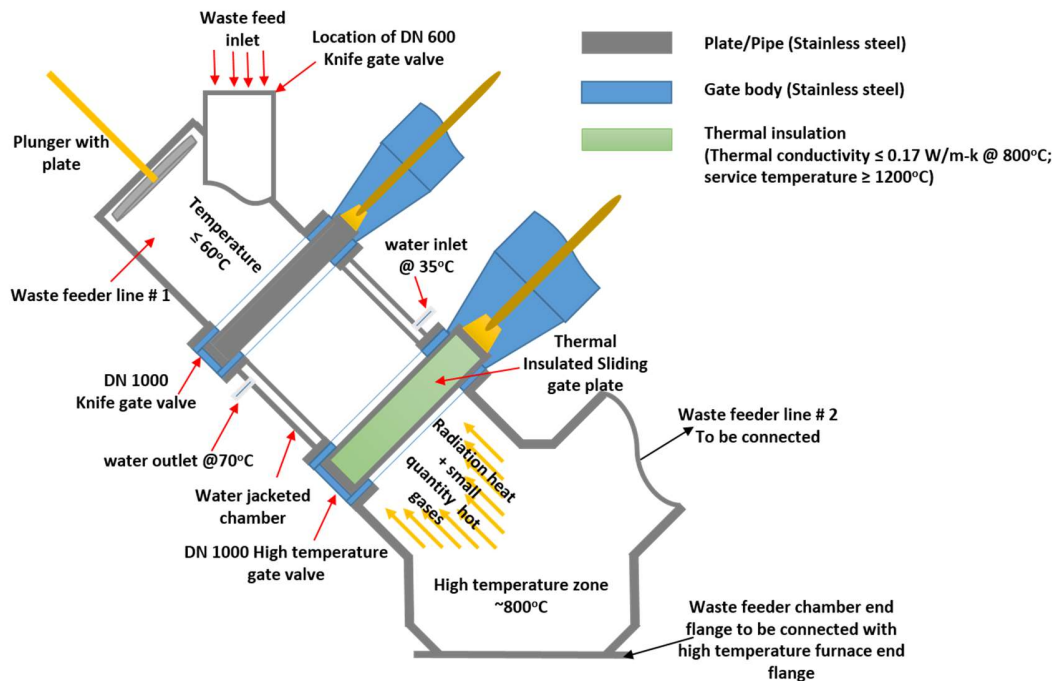 Waste feed
inlet
Location of DN 600
Knife gate valve
Plunger with
plate
Temperature
≤ 60°C
Waste feeder line # 1
water inlet
@ 35°C
DN 1000
Knife gate valve
water outlet @70°C
Water jacketed
chamber
DN 1000 High temperature
gate valve
Thermal
Insulated Sliding
gate plate
Radiation heat
+ small
quantity hot
gases
High temperature zone
~800°C
Waste feeder line # 2
To be connected
Waste feeder chamber end
flange to be connected with
high temperature furnace end
flange
Plate/Pipe (Stainless steel)
Gate body (Stainless steel)
Thermal insulation
(Thermal conductivity ≤ 0.17 W/m-k @ 800°C;
service temperature ≥ 1200°C)